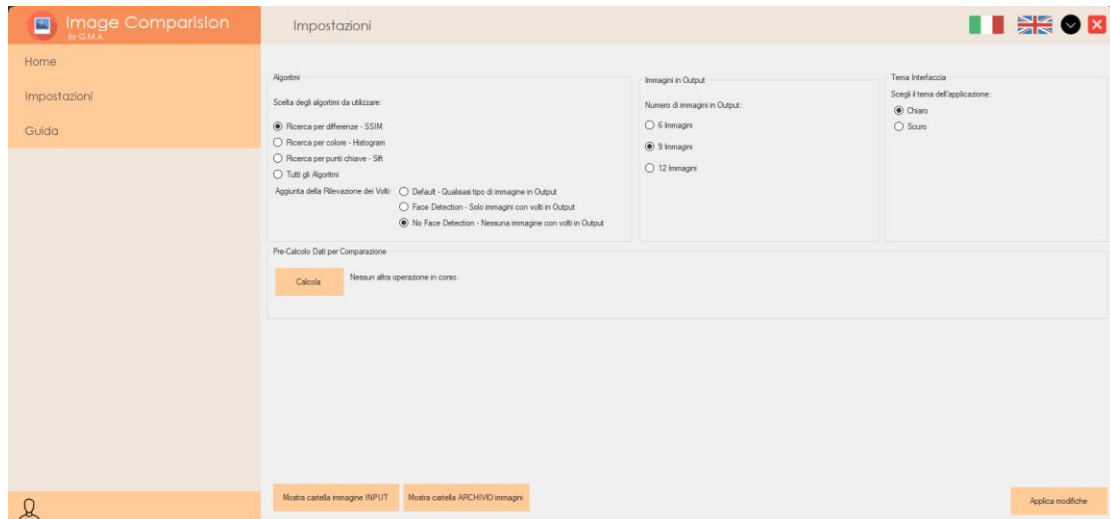 Image Comparision
By G.M.A.
Impostazioni
Home
Impostazioni
Guida
Algoritmi
Scelta degli algortimi da utilizzare:
Ricerca per differenze - SSIM
Ricerca per colore - Histogram
Ricerca per punti chiave - Sift
Tutti gli Algoritmi
Aggiunta della Rilevazione dei Volti:
Default - Qualsiasi tipo di immagine in Output
Face Detection - Solo immagini con volti in Output
No Face Detection - Nessuna immagine con volti in Output
Immagini in Output
Numero di immagini in Output:
6 Immagini
9 Immagini
12 Immagini
Tema Interfaccia
Scegli il tema dell'applicazione:
Chiaro
Scuro
Pre-Calcolo Dati per Comparazione
Calcola
Nessun altra operazione in corso.
Mostra cartella immagine INPUT
Mostra cartella ARCHIVIO immagini
Applica modifiche